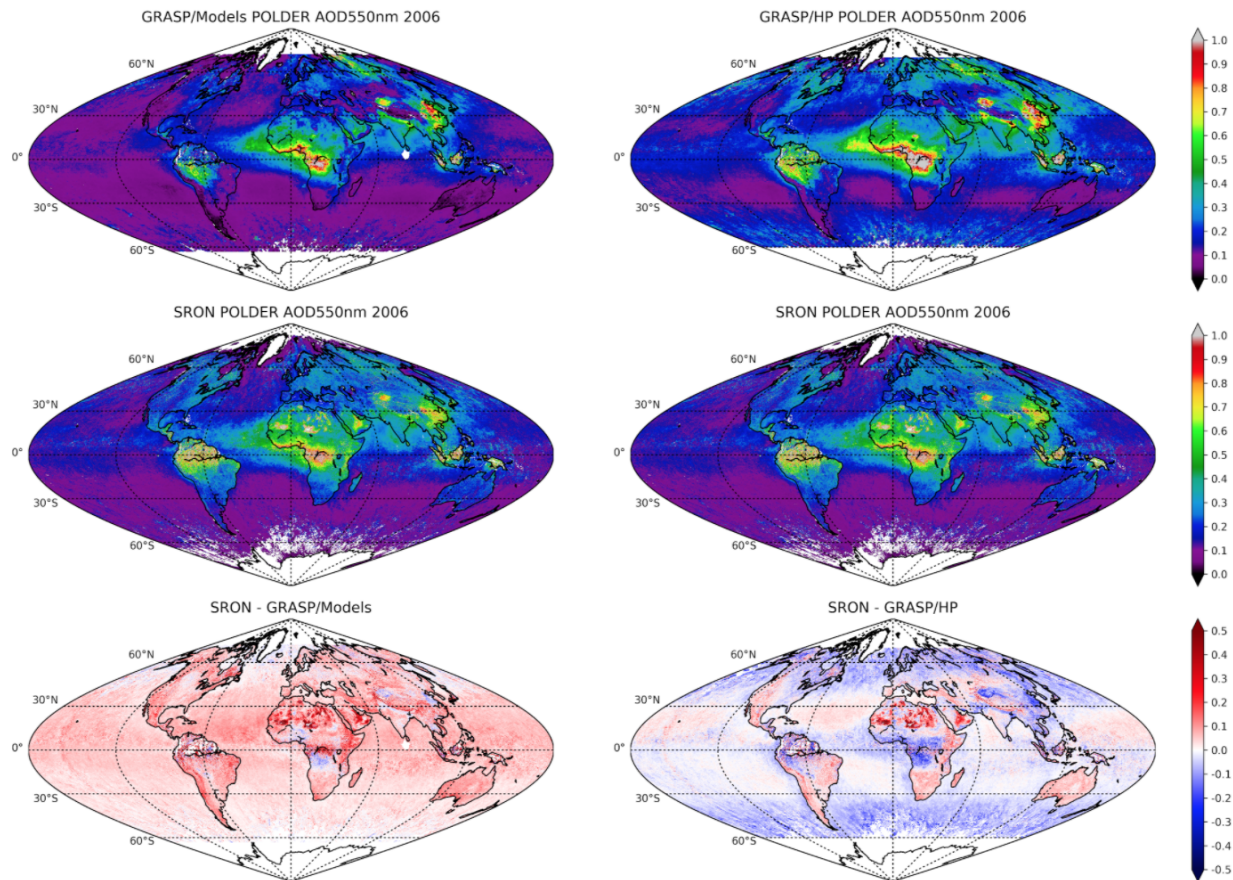 GRASP/Models POLDER AOD550nm 2006
60°N
30°N
0°
30°S
60°S
GRASP/HP POLDER AOD550nm 2006
60°N
30°N
0°
30°S
60°S
1.0
0.9
0.8
0.7
0.6
0.5
0.4
0.3
0.2
0.1
0.0
SRON POLDER AOD550nm 2006
60°N
30°N
0°
30°S
60°S
SRON POLDER AOD550nm 2006
60°N
30°N
0°
30°S
60°S
1.0
0.9
0.8
0.7
0.6
0.5
0.4
0.3
0.2
0.1
0.0
SRON - GRASP/Models
60°N
30°N
0°
30°S
60°S
SRON - GRASP/HP
60°N
30°N
0°
30°S
60°S
0.5
0.4
0.3
0.2
0.1
0.0
-0.1
-0.2
-0.3
-0.4
-0.5